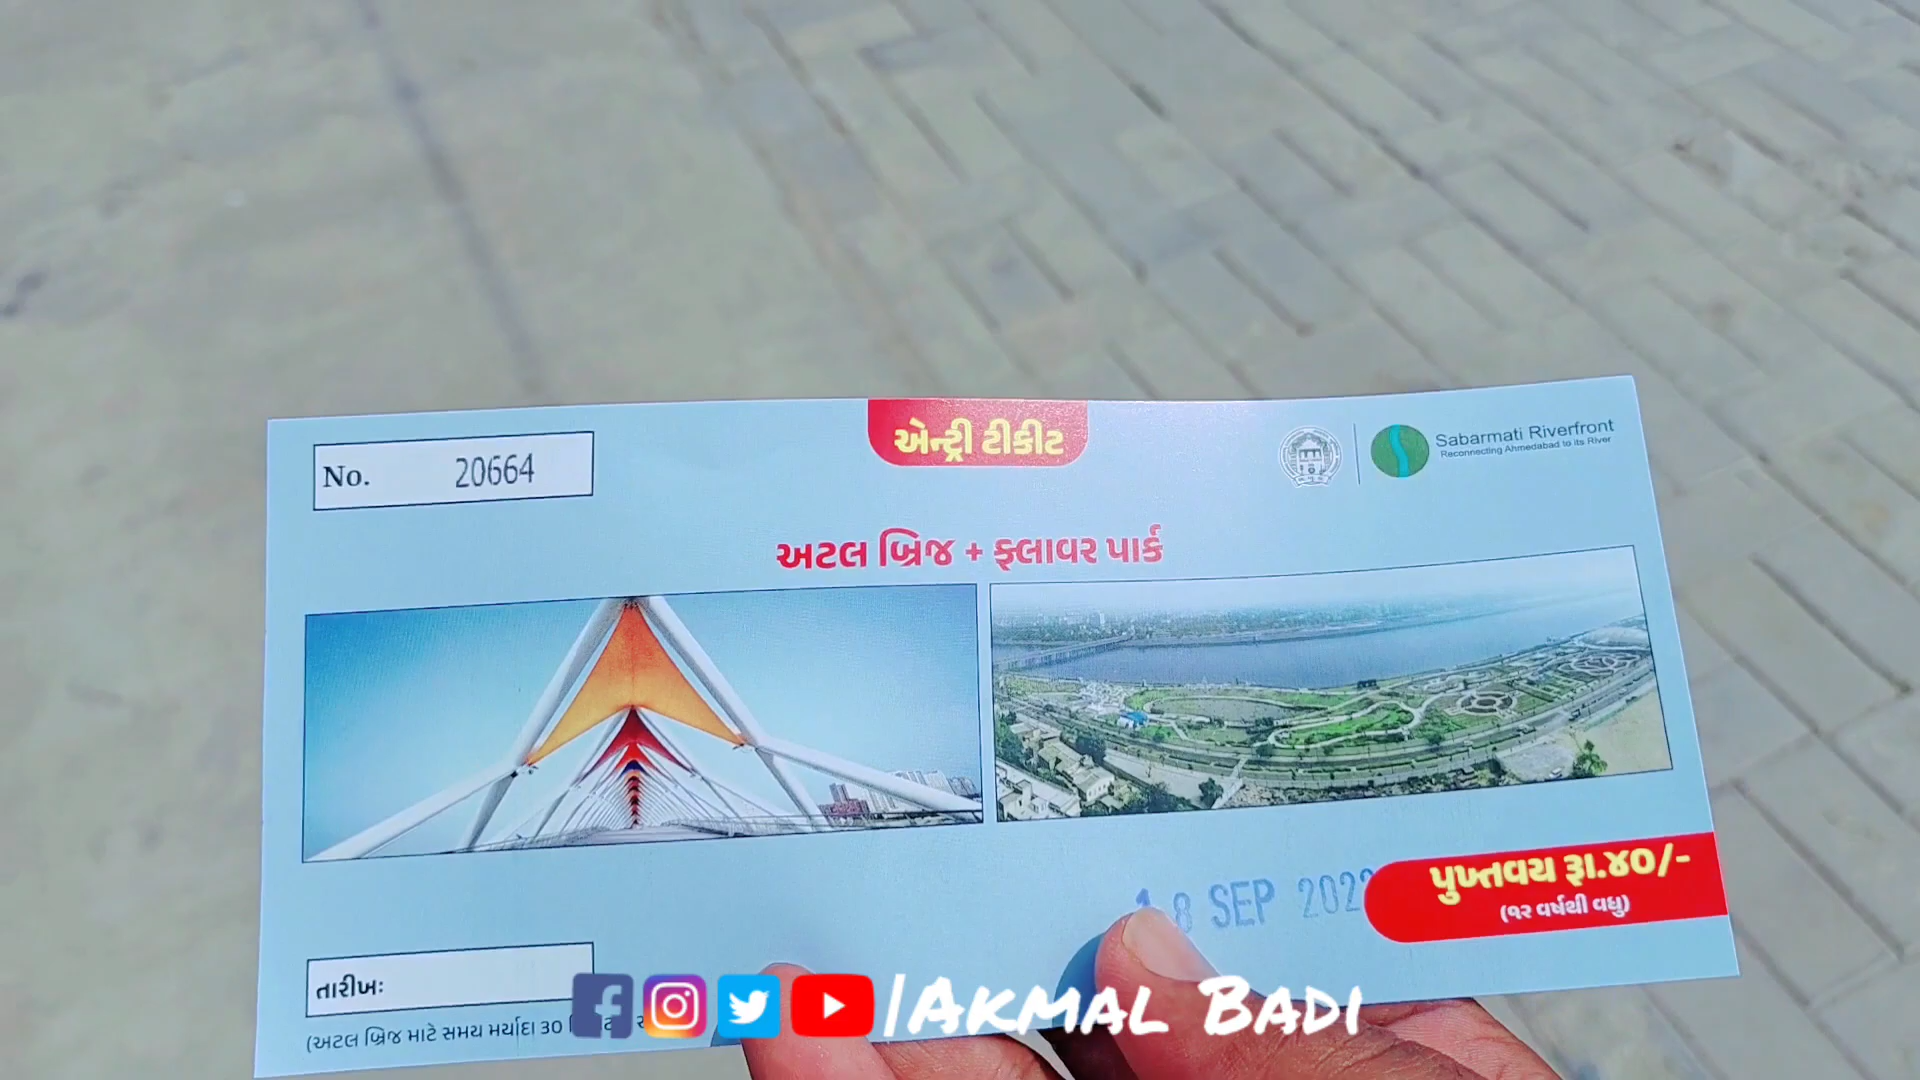 No. 20664
એન્ટ્રી ટીકીટ
Sabarmati Riverfront
Reconnecting Ahmedabad to its River
અટલ બ્રિજ + ફ્લાવર પાર્ક
18 SEP 202
પુખ્તવય રૂા.૪૦/-
(૧૨ વર્ષથી વધુ)
તારીખઃ
(અટલ બ્રિજ માટે સમય મર્યાદા 30
/AKMAL BADI